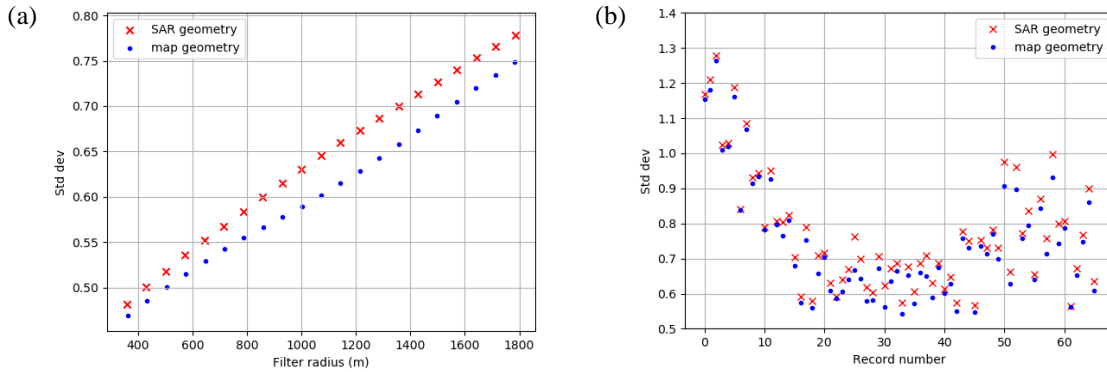 (a)
SAR geometry
map geometry
0.80
0.75
0.70
0.65
0.60
0.55
0.50
Std dev
400 600 800 1000 1200 1400 1600 1800
Filter radius (m)
(b)
SAR geometry
map geometry
1.4
1.3
1.2
1.1
1.0
0.9
0.8
0.7
0.6
0.5
Std dev
0 10 20 30 40 50 60
Record number